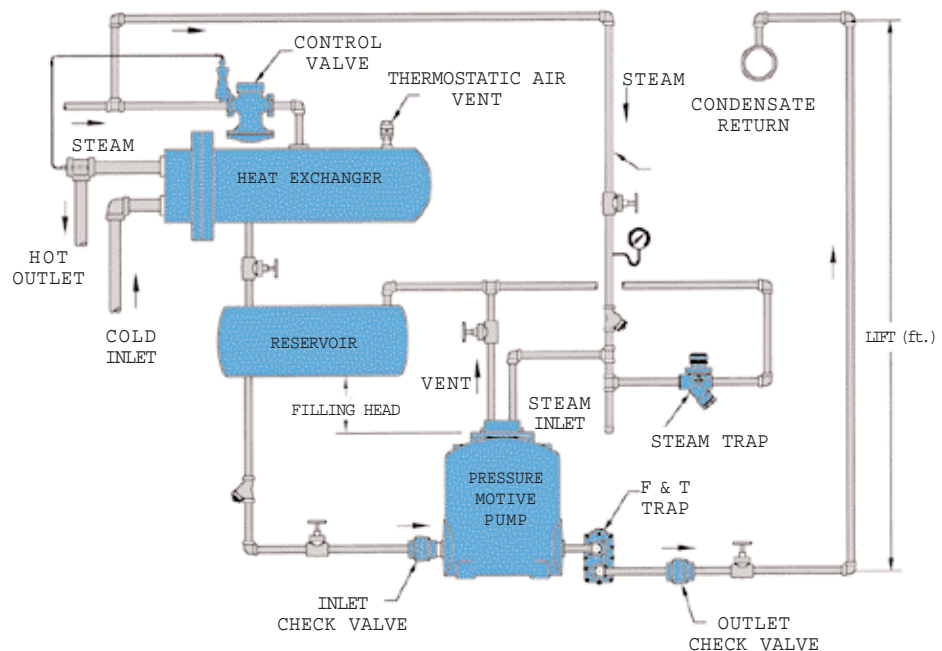 CONTROL
VALVE
THERMOSTATIC AIR
VENT
STEAM
CONDENSATE
RETURN
STEAM
HEAT EXCHANGER
HOT
OUTLET
COLD
INLET
RESERVOIR
LIFT (ft.)
VENT
FILLING HEAD
STEAM
INLET
STEAM TRAP
PRESSURE
MOTIVE
PUMP
F & T
TRAP
INLET
CHECK VALVE
OUTLET
CHECK VALVE